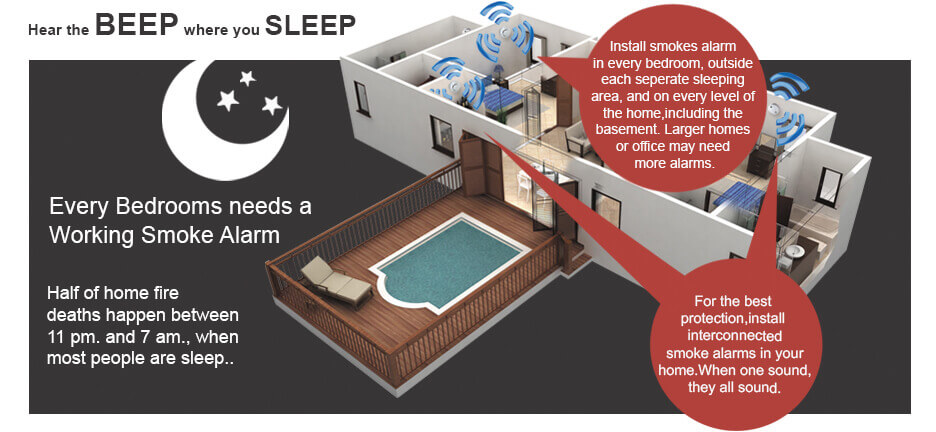 Hear the BEEP where you SLEEP
Install smokes alarm
in every bedroom, outside
each seperate sleeping
area, and on every level of
the home,including the
basement. Larger homes
or office may need
more alarms.
Every Bedrooms needs a
Working Smoke Alarm
Half of home fire
deaths happen between
11 pm. and 7 am., when
most people are sleep..
For the best
protection,install
interconnected
smoke alarms in your
home.When one sound,
they all sound.